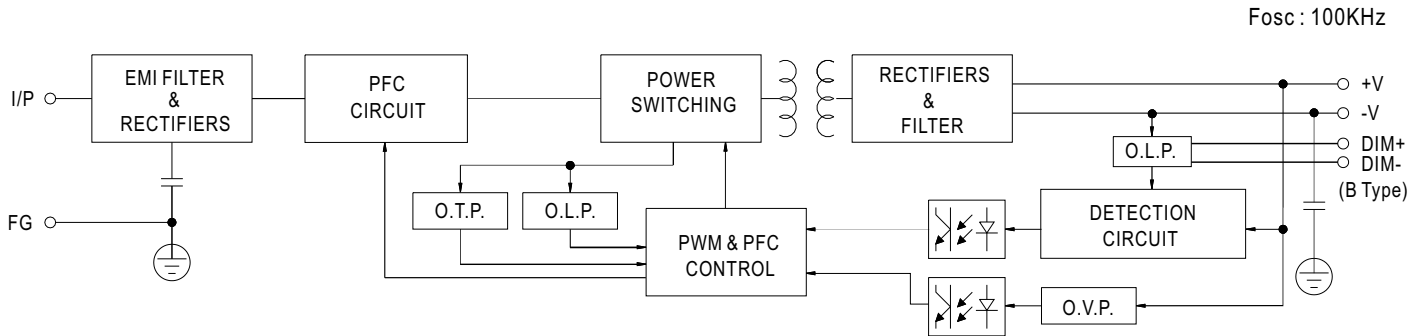 Fosc : 100KHz
I/P
EMI FILTER
&
RECTIFIERS
PFC
CIRCUIT
POWER
SWITCHING
RECTIFIERS
&
FILTER
+V
-V
DIM+
DIM-
(B Type)
O.L.P.
FG
O.T.P.
O.L.P.
PWM & PFC
CONTROL
DETECTION
CIRCUIT
O.V.P.